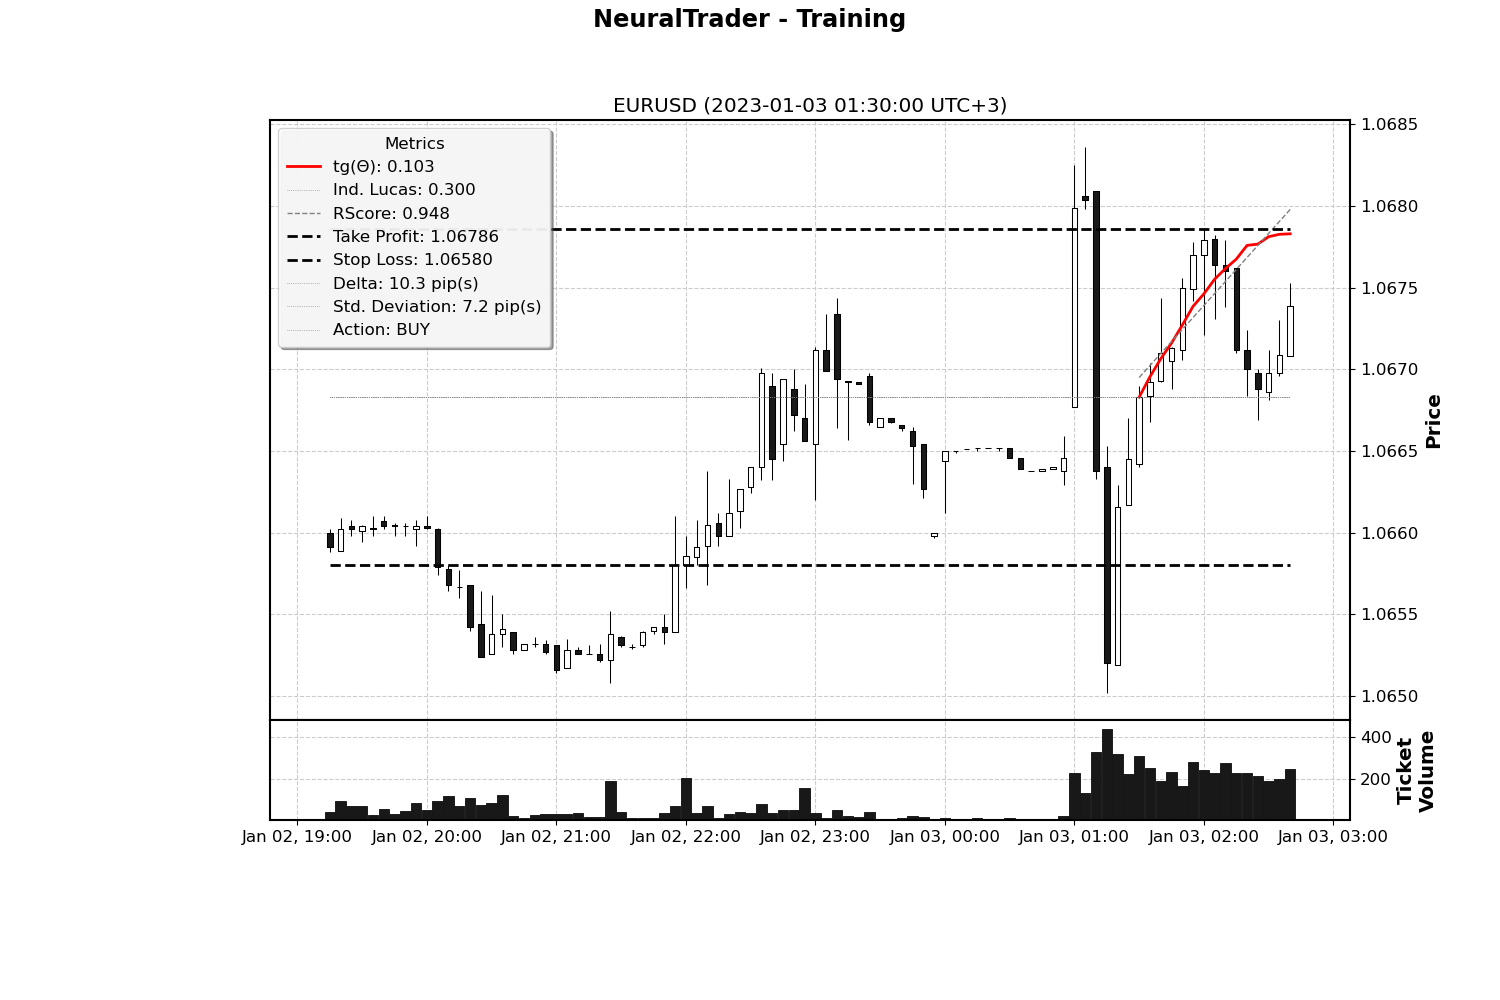 NeuralTrader - Training
EURUSD (2023-01-03 01:30:00 UTC+3)
Metrics
tg(Θ): 0.103
Ind. Lucas: 0.300
RScore: 0.948
Take Profit: 1.06786
Stop Loss: 1.06580
Delta: 10.3 pip(s)
Std. Deviation: 7.2 pip(s)
Action: BUY
1.0685
1.0680
1.0675
1.0670
1.0665
1.0660
1.0655
1.0650
Price
400
200
Ticket
Volume
Jan 02, 19:00
Jan 02, 20:00
Jan 02, 21:00
Jan 02, 22:00
Jan 02, 23:00
Jan 03, 00:00
Jan 03, 01:00
Jan 03, 02:00
Jan 03, 03:00